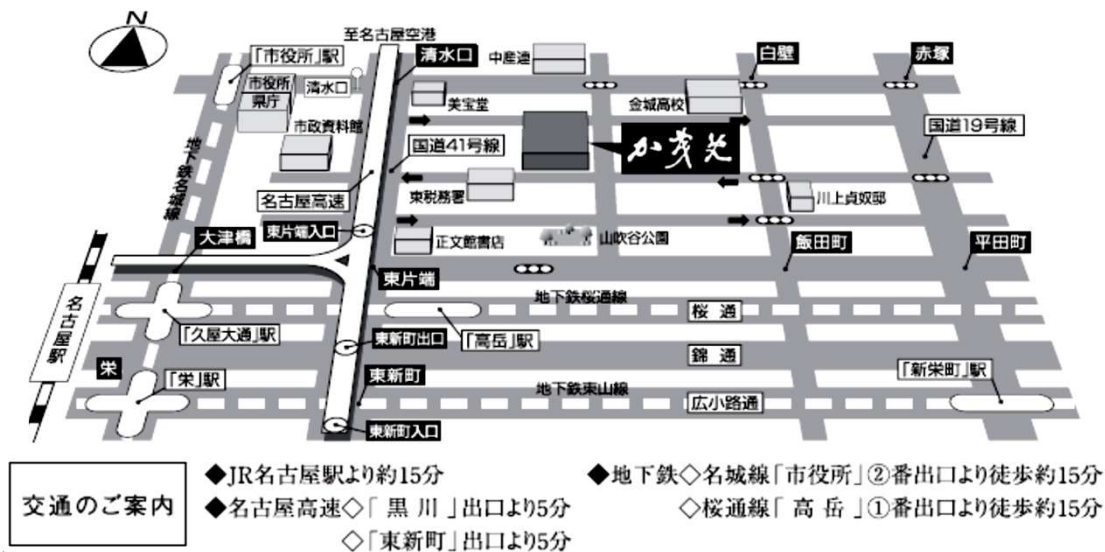 N
至名古屋空港
清水口
中産連
白壁
赤塚
「市役所」駅
市役所
県庁
清水口
美宝堂
金城高校
市政資料館
国道41号線
か茂免
国道19号線
名城線地下鉄
名古屋高速
東税務署
川上貞奴邸
大津橋
東片端入口
正文館書店
山吹谷公園
飯田町
平田町
東片端
名古屋駅
地下鉄桜通線
桜通
「久屋大通」駅
「高岳」駅
東新町出口
錦通
栄
「栄」駅
東新町
地下鉄東山線
「新栄町」駅
広小路通
東新町入口
交通のご案内
◆JR名古屋駅より約15分
◆名古屋高速◇「黒川」出口より5分
◇「東新町」出口より5分
◆地下鉄◇名城線「市役所」②番出口より徒歩約15分
◇桜通線「高岳」①番出口より徒歩約15分